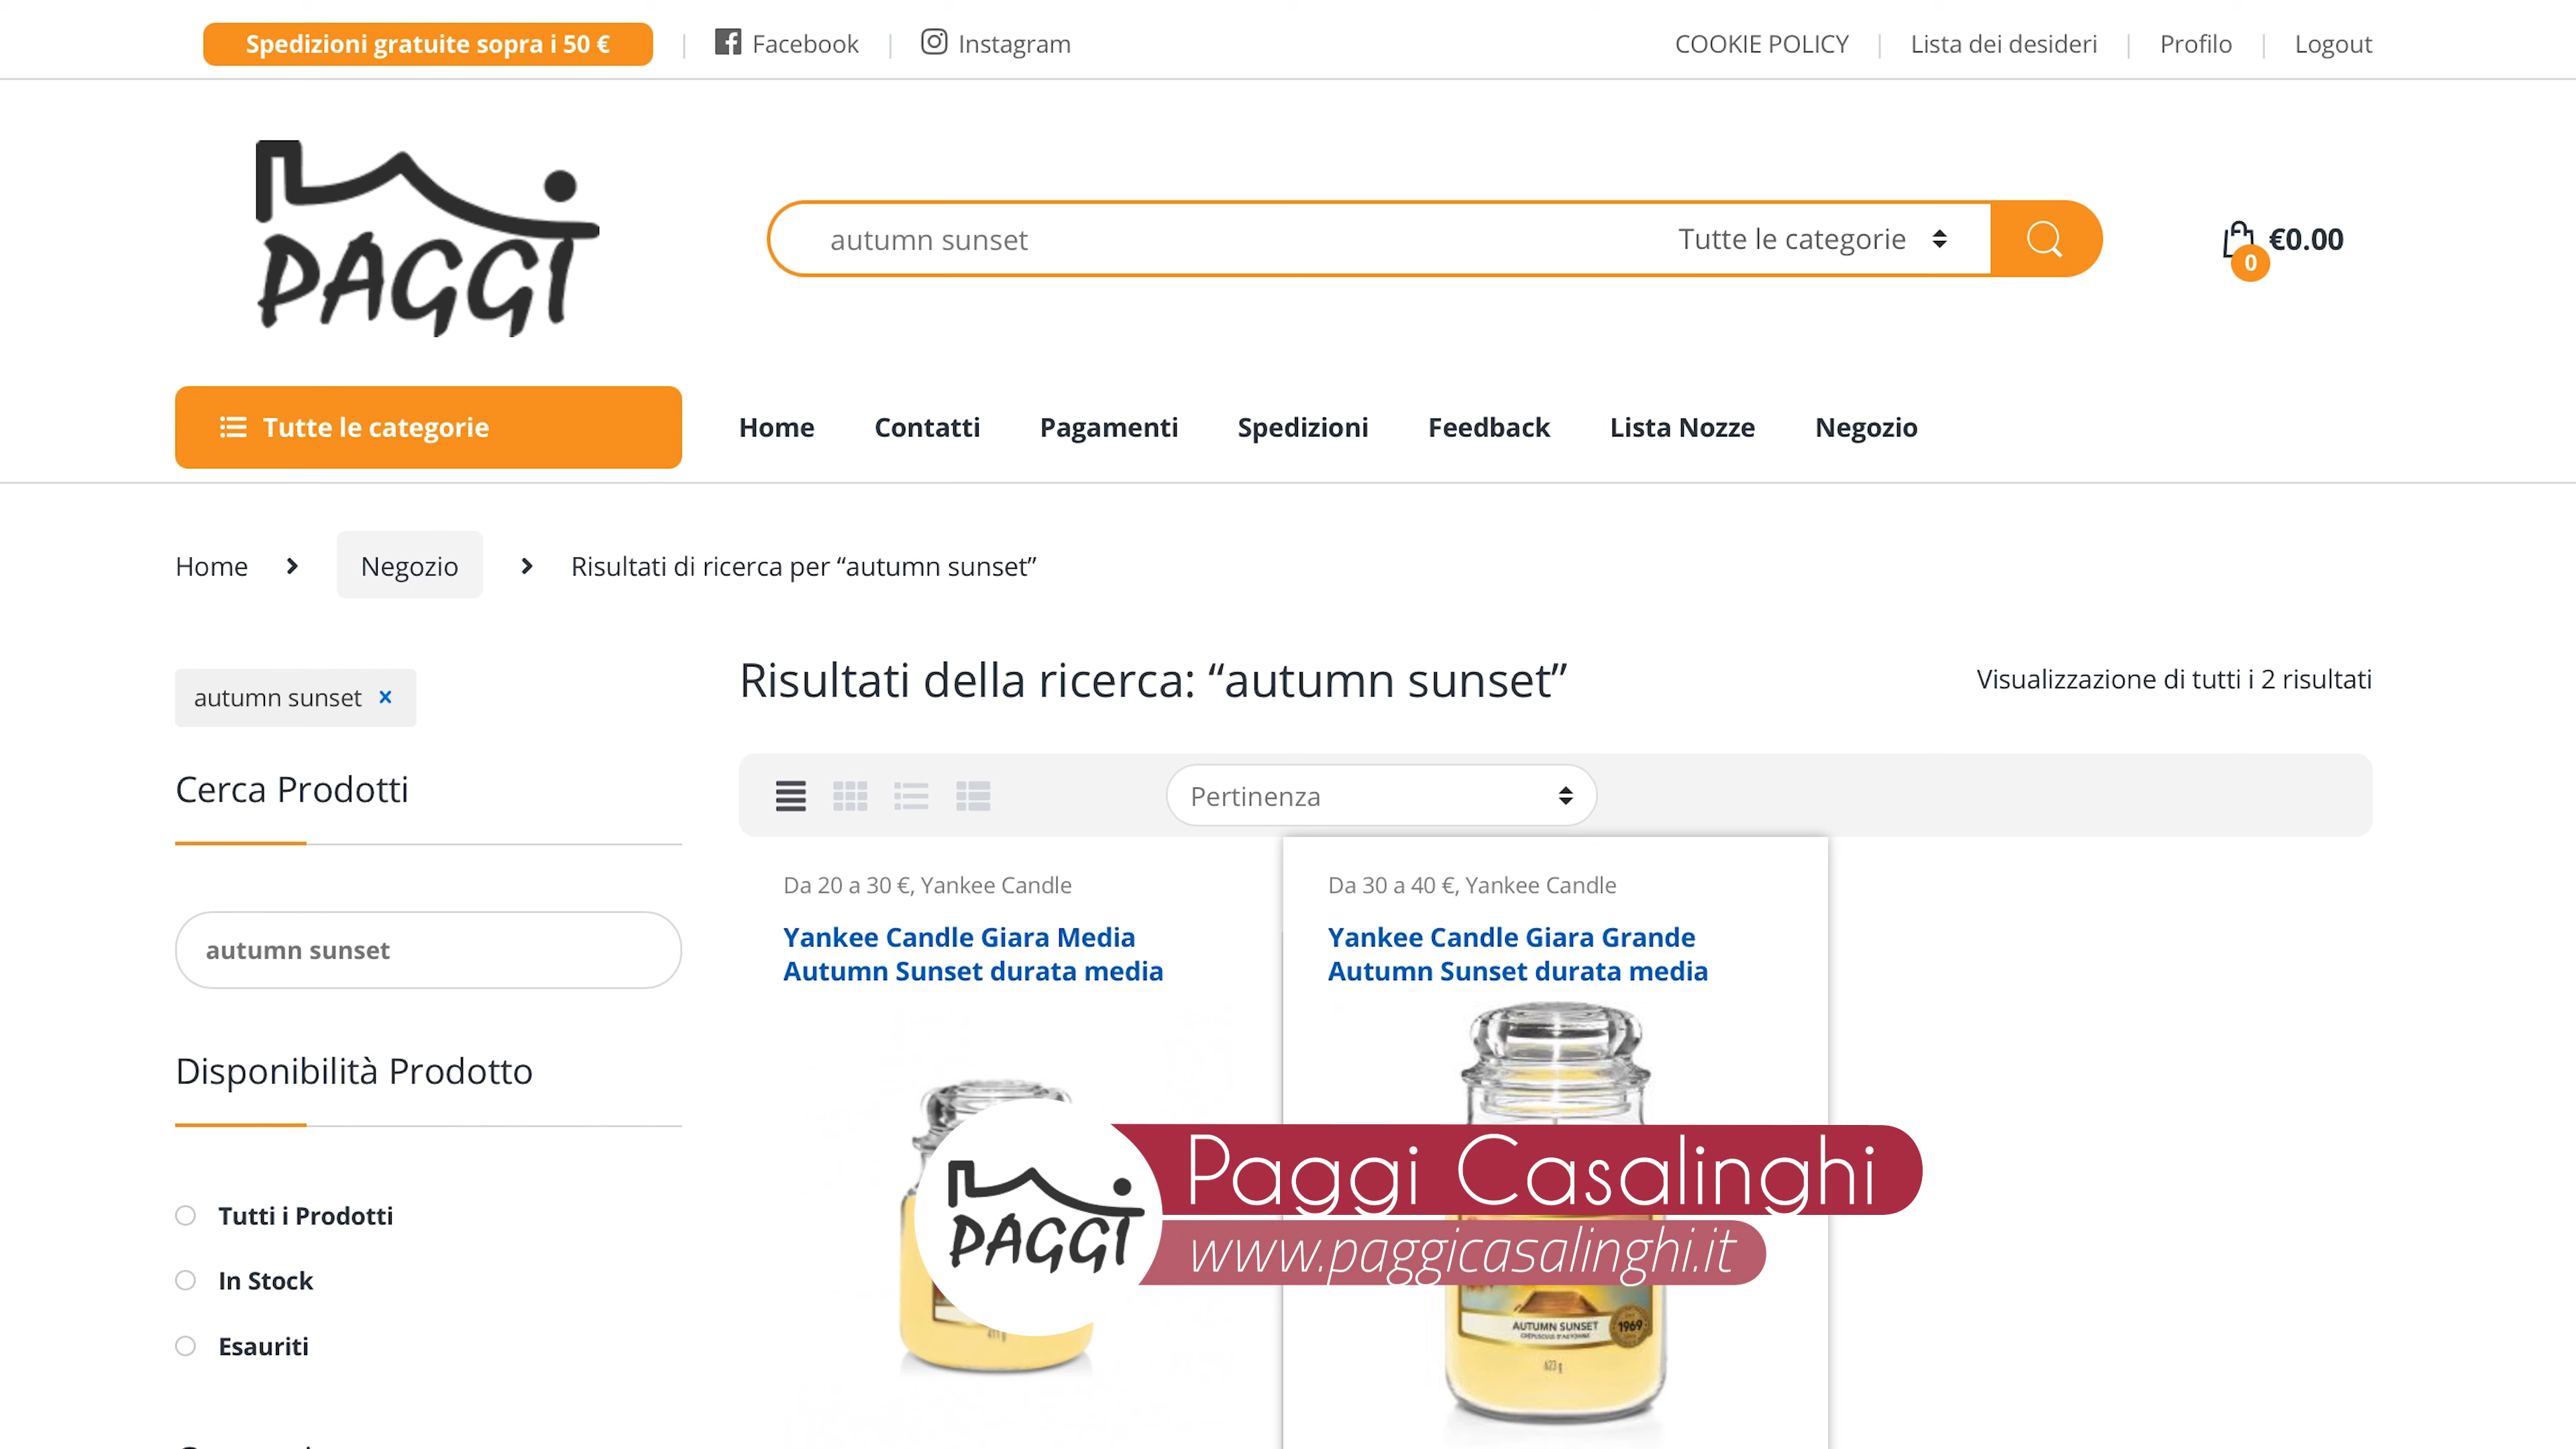 Spedizioni gratuite sopra i 50 €
Facebook
Instagram
COOKIE POLICY
Lista dei desideri
Profilo
Logout
PAGGI
autumn sunset
Tutte le categorie
€0.00
0
Tutte le categorie
Home
Contatti
Pagamenti
Spedizioni
Feedback
Lista Nozze
Negozio
Home
Negozio
Risultati di ricerca per “autumn sunset”
autumn sunset ×
Risultati della ricerca: “autumn sunset”
Visualizzazione di tutti i 2 risultati
Cerca Prodotti
Pertinenza
autumn sunset
Da 20 a 30 €, Yankee Candle
Yankee Candle Giara Media
Autumn Sunset durata media
Da 30 a 40 €, Yankee Candle
Yankee Candle Giara Grande
Autumn Sunset durata media
Disponibilità Prodotto
Tutti i Prodotti
In Stock
Esauriti
PAGGI
Paggi Casalinghi
www.paggicasalinghi.it
411 g
AUTUMN SUNSET
CRÉPUSCULE D'AUTOMNE
1969
623 g